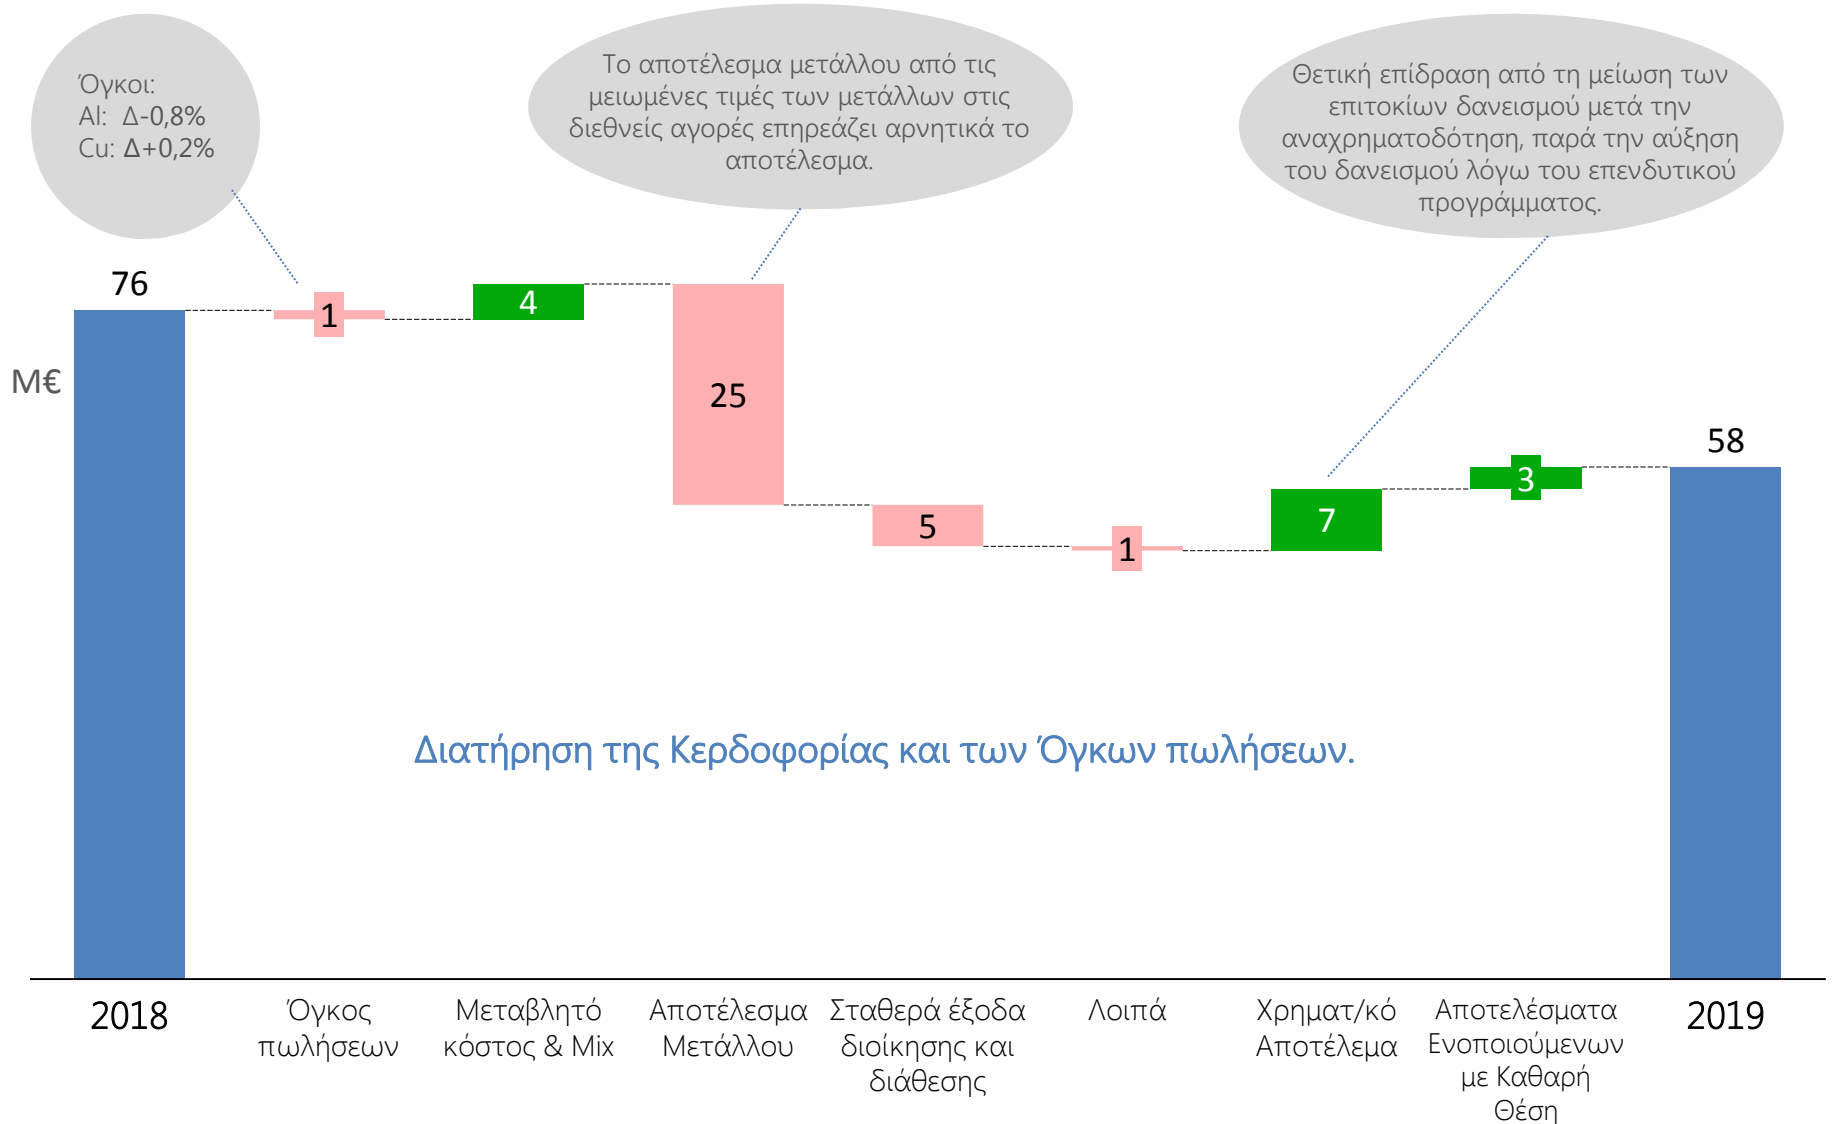 Όγκοι:
Al: Δ-0,8%
Cu: Δ+0,2%
Το αποτέλεσμα μετάλλου από τις
μειωμένες τιμές των μετάλλων στις
διεθνείς αγορές επηρεάζει αρνητικά το
αποτέλεσμα.
Θετική επίδραση από τη μείωση των
επιτοκίων δανεισμού μετά την
αναχρηματοδότηση, παρά την αύξηση
του δανεισμού λόγω του επενδυτικού
προγράμματος.
76
1
4
25
5
1
7
3
58
Μ€
Διατήρηση της Κερδοφορίας και των Όγκων πωλήσεων.
2018
Όγκος
πωλήσεων
Μεταβλητό
κόστος & Mix
Αποτέλεσμα
Μετάλλου
Σταθερά έξοδα
διοίκησης και
διάθεσης
Λοιπά
Χρηματ/κό
Αποτέλεμα
Αποτελέσματα
Ενοποιούμενων
με Καθαρή
Θέση
2019